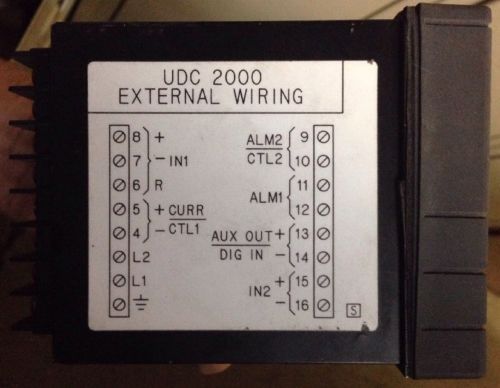 UDC 2000
EXTERNAL WIRING
8 +
7 - IN1
6 R
5 + CURR
4 - CTL1
L2
L1
ALM2 9
CTL2 10
ALM1 11
12
AUX OUT + 13
DIG IN - 14
IN2 + 15
- 16
S